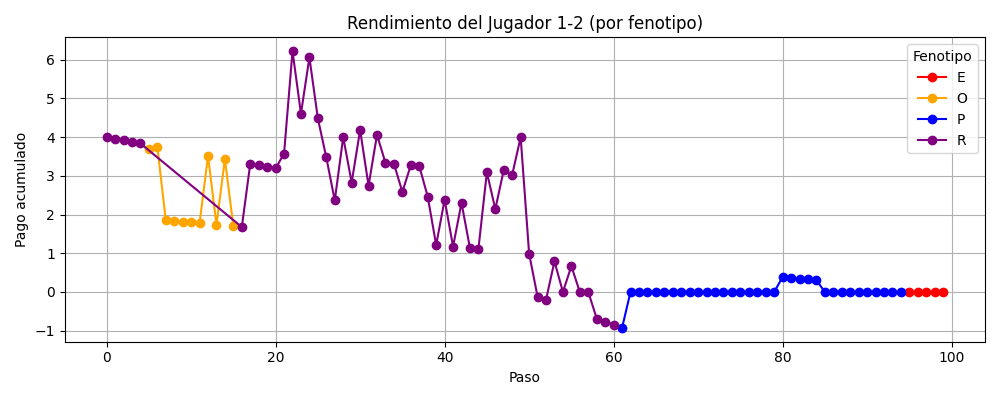 Rendimiento del Jugador 1-2 (por fenotipo)
Pago acumulado
6
5
4
3
2
1
0
−1
0
20
40
60
80
100
Paso
Fenotipo
E
O
P
R